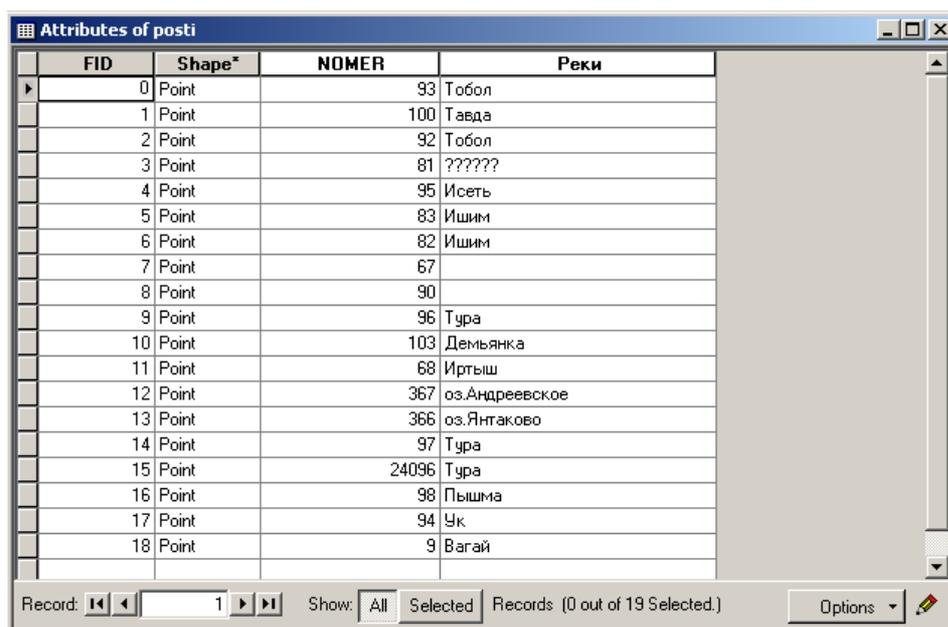 Attributes of posti
FID Shape* NOMER Реки
0 Point 93 Тобол
1 Point 100 Тавда
2 Point 92 Тобол
3 Point 81 ??????
4 Point 95 Исеть
5 Point 83 Ишим
6 Point 82 Ишим
7 Point 67
8 Point 90
9 Point 96 Тура
10 Point 103 Демьянка
11 Point 68 Иртыш
12 Point 367 оз.Андреевское
13 Point 366 оз.Янтаково
14 Point 97 Тура
15 Point 24096 Тура
16 Point 98 Пышма
17 Point 94 Ук
18 Point 9 Вагай
Record: 1 Show: All Selected Records (0 out of 19 Selected.) Options